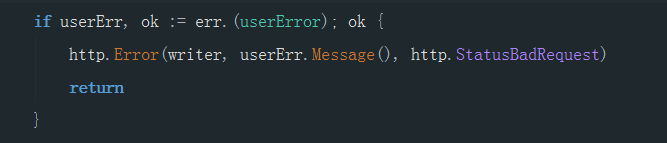 if userErr, ok := err.(userError); ok {
http.Error(writer, userErr.Message(), http.StatusBadRequest)
return
}